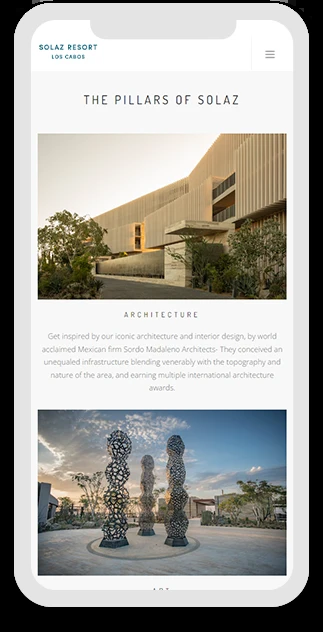 SOLAZ RESORT
LOS CABOS
THE PILLARS OF SOLAZ
ARCHITECTURE
Get inspired by our iconic architecture and interior design, by world
acclaimed Mexican firm Sordo Madaleno Architects- They conceived an
unequaled infrastructure blending venerably with the topography and
nature of the area, and earning multiple international architecture
awards.